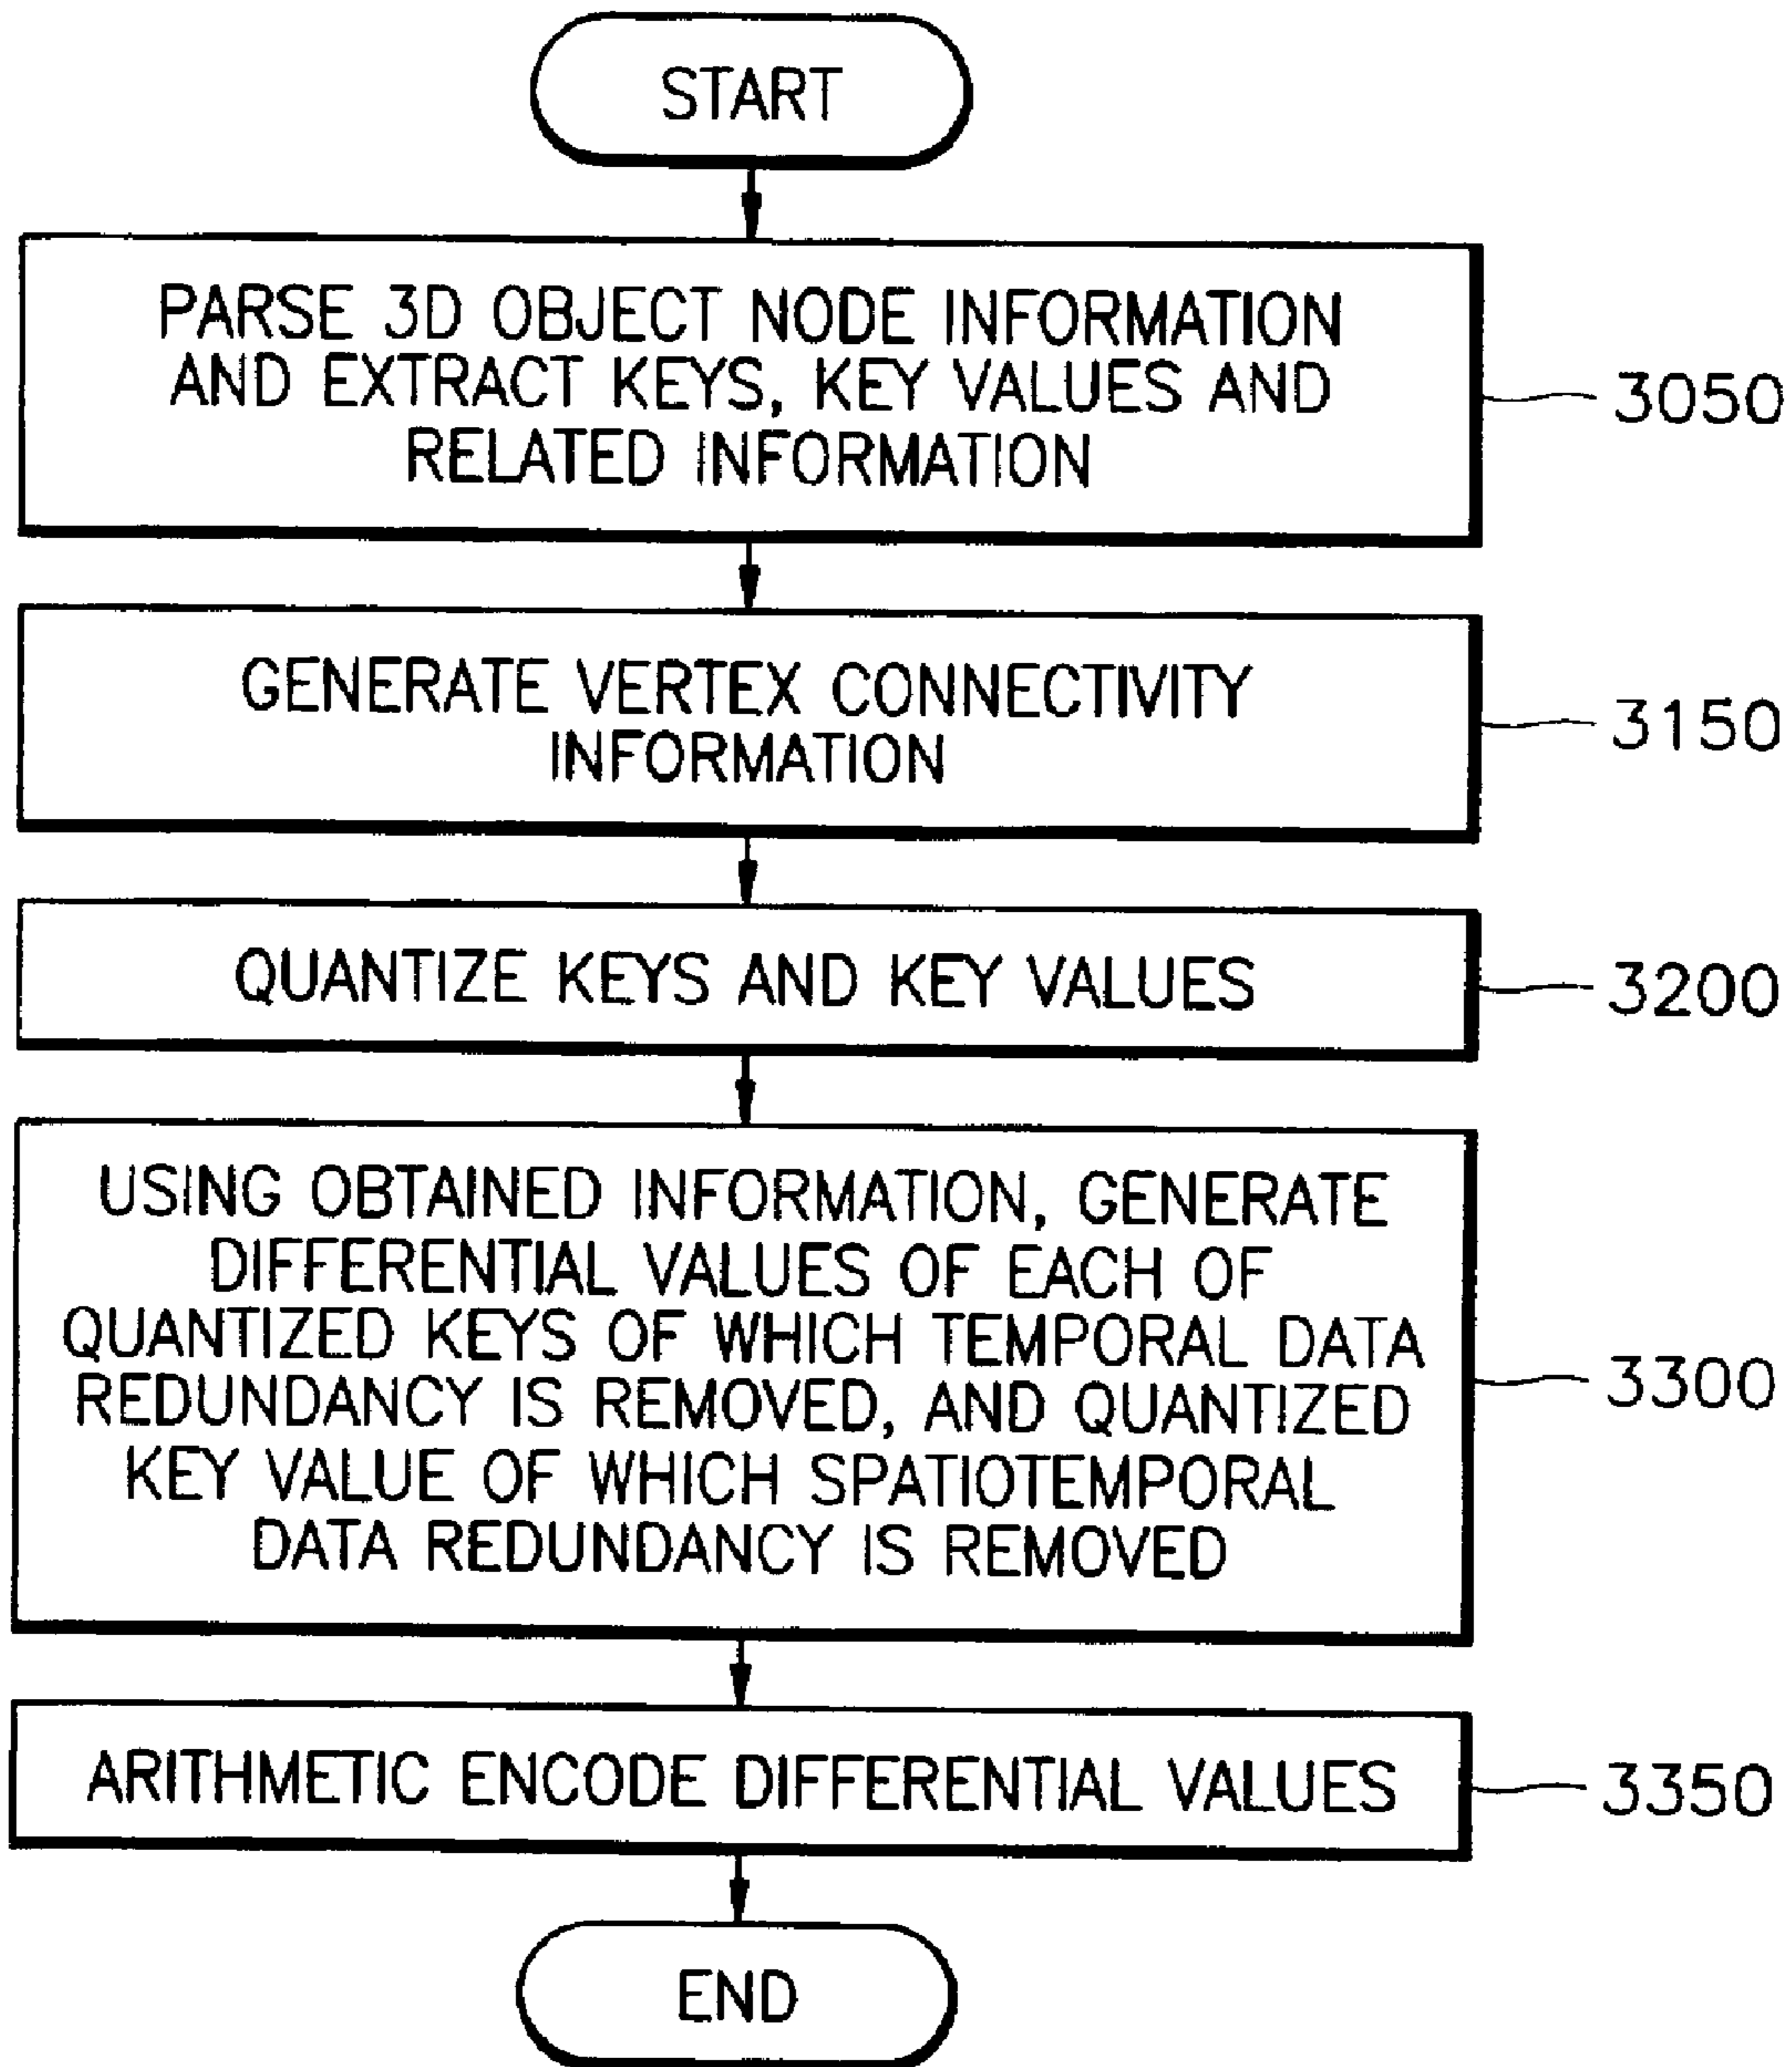 START
PARSE 3D OBJECT NODE INFORMATION
AND EXTRACT KEYS, KEY VALUES AND
RELATED INFORMATION
3050
GENERATE VERTEX CONNECTIVITY
INFORMATION
3150
QUANTIZE KEYS AND KEY VALUES
3200
USING OBTAINED INFORMATION, GENERATE
DIFFERENTIAL VALUES OF EACH OF
QUANTIZED KEYS OF WHICH TEMPORAL DATA
REDUNDANCY IS REMOVED, AND QUANTIZED
KEY VALUE OF WHICH SPATIOTEMPORAL
DATA REDUNDANCY IS REMOVED
3300
ARITHMETIC ENCODE DIFFERENTIAL VALUES
3350
END